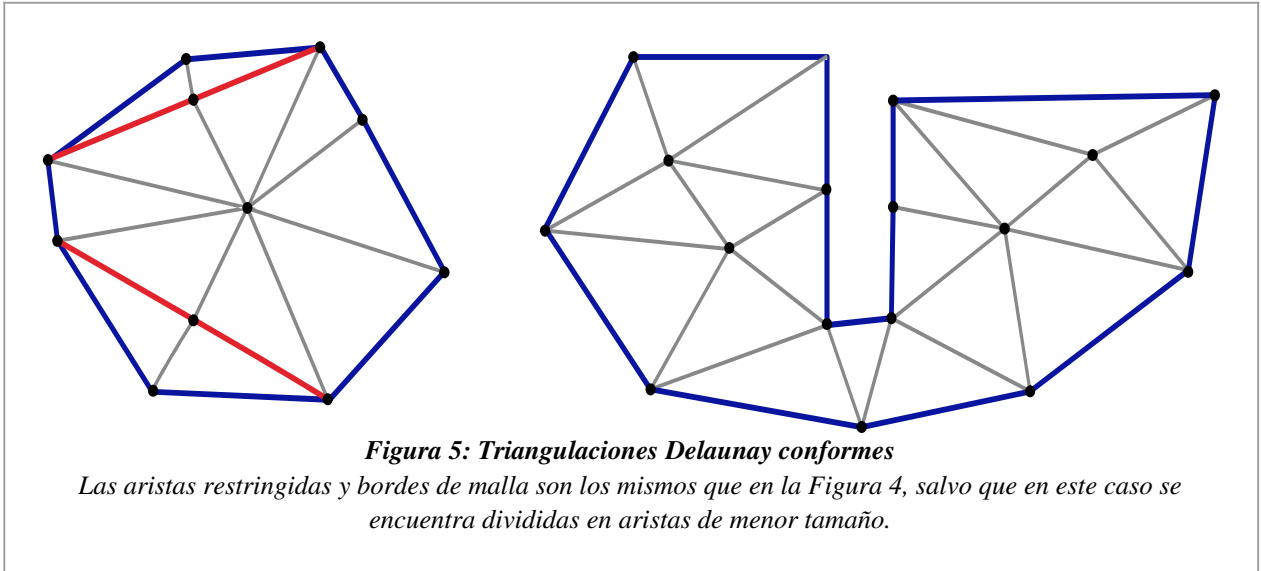 Figura 5: Triangulaciones Delaunay conformes
Las aristas restringidas y bordes de malla son los mismos que en la Figura 4, salvo que en este caso se
encuentra divididas en aristas de menor tamaño.